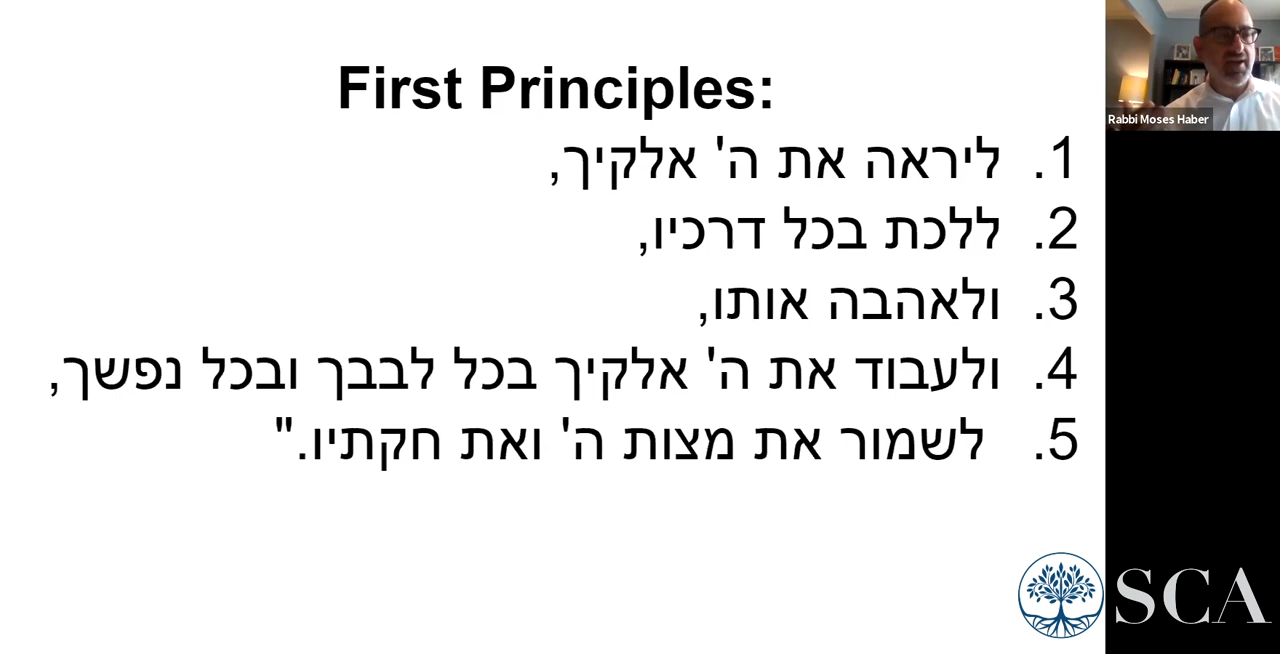 First Principles:
1. ליראה את ה' אלקיך,
2. ללכת בכל דרכיו,
3. ולאהבה אותו,
4. ולעבוד את ה' אלקיך בכל לבבך ובכל נפשך,
5. לשמור את מצות ה' ואת חקתיו."
Rabbi Moses Haber
SCA